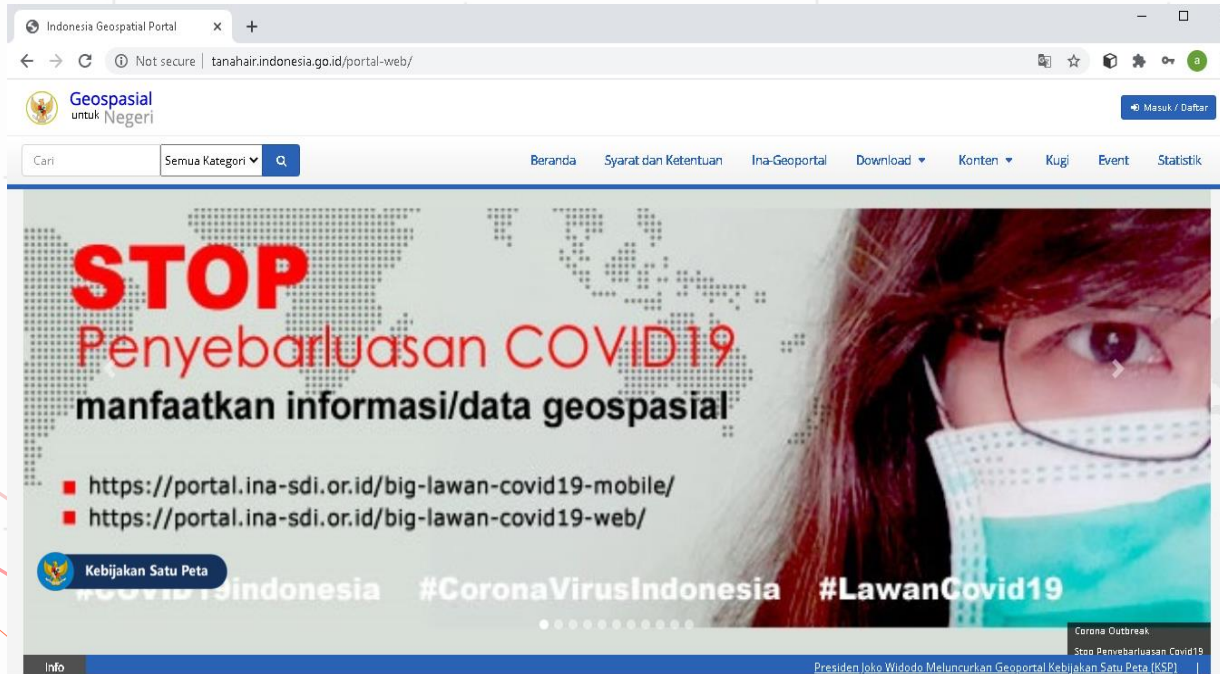 Indonesia Geospatial Portal
Not secure | tanahair.indonesia.go.id/portal-web/
a
Geospasial
untuk Negeri
Masuk / Daftar
Cari
Semua Kategori
Beranda
Syarat dan Ketentuan
Ina-Geoportal
Download
Konten
Kugi
Event
Statistik
STOP
Penyebarluasan COVID19
manfaatkan informasi/data geospasial
https://portal.ina-sdi.or.id/big-lawan-covid19-mobile/
https://portal.ina-sdi.or.id/big-lawan-covid19-web/
Kebijakan Satu Peta
#COVID19indonesia #CoronaVirusIndonesia #LawanCovid19
Corona Outbreak
Stop Penyebarluasan Covid19
Info
Presiden Joko Widodo Meluncurkan Geoportal Kebijakan Satu Peta (KSP) |